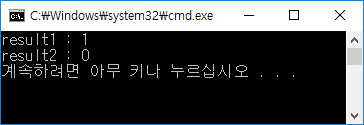 C:₩Windows₩system32₩cmd.exe
result1 : 1
result2 : 0
계속하려면 아무 키나 누르십시오 . . .